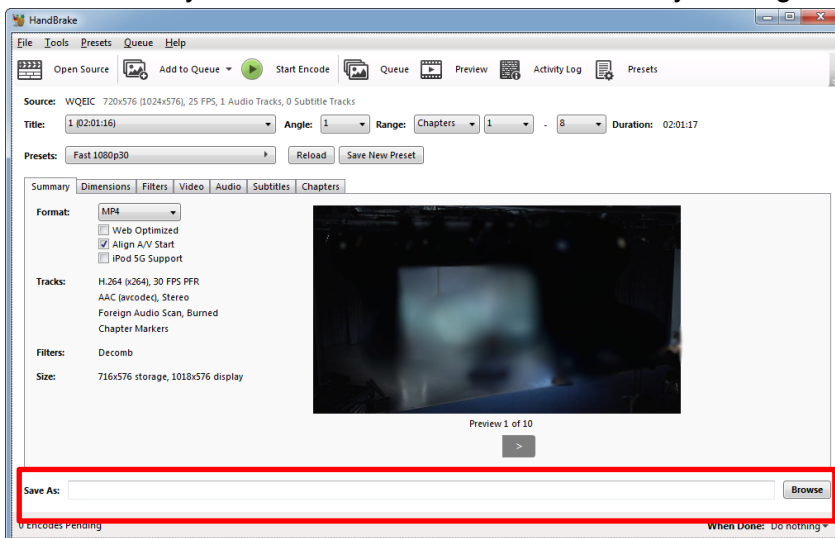 HandBrake
File Tools Presets Queue Help
Open Source Add to Queue Start Encode Queue Preview Activity Log Presets
Source: WQEIC 720x576 (1024x576), 25 FPS, 1 Audio Tracks, 0 Subtitle Tracks
Title: 1 (02:01:16) Angle: 1 Range: Chapters 1 - 8 Duration: 02:01:17
Presets: Fast 1080p30 Reload Save New Preset
Summary Dimensions Filters Video Audio Subtitles Chapters
Format: MP4
Web Optimized
Align A/V Start
iPod 5G Support
Tracks: H.264 (x264), 30 FPS PFR
AAC (avcodec), Stereo
Foreign Audio Scan, Burned
Chapter Markers
Filters: Decomb
Size: 716x576 storage, 1018x576 display
Preview 1 of 10
>
Save As: Browse
0 Encodes Pending When Done: Do nothing